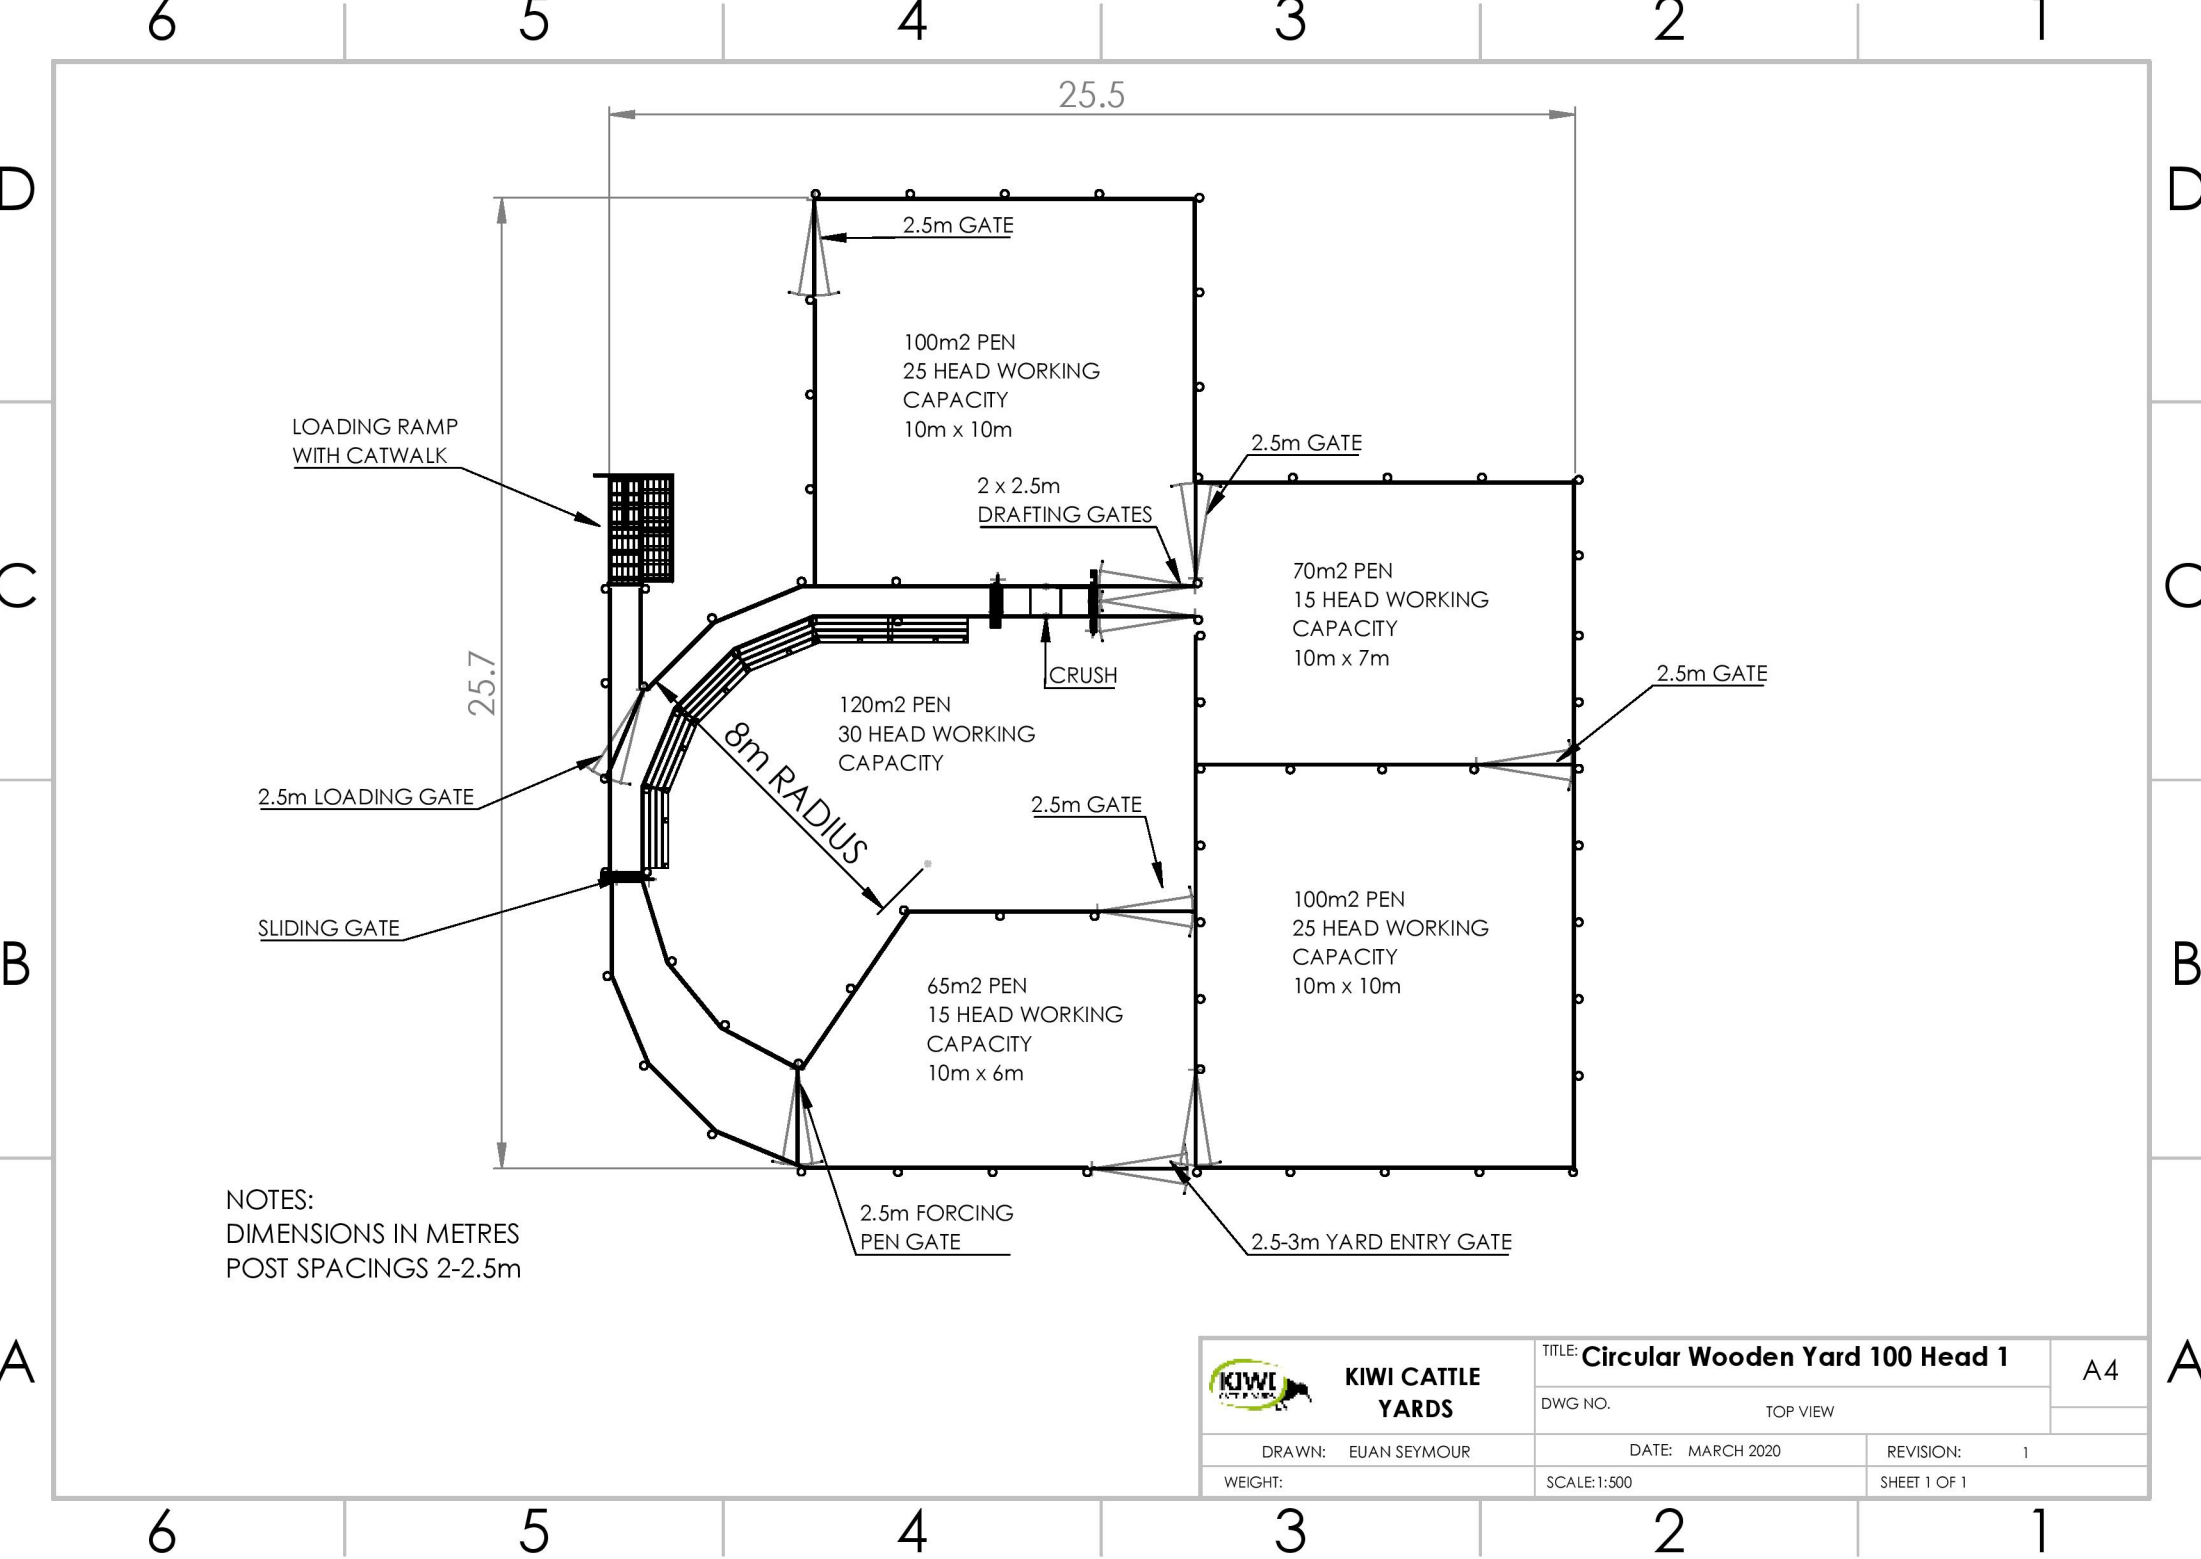 6 5 4 3 2 1
25.5
D D
2.5m GATE
100m2 PEN
25 HEAD WORKING
CAPACITY
10m x 10m
LOADING RAMP
WITH CATWALK
2.5m GATE
2 x 2.5m
DRAFTING GATES
C C
70m2 PEN
15 HEAD WORKING
CAPACITY
10m x 7m
25.7
CRUSH
2.5m GATE
120m2 PEN
30 HEAD WORKING
CAPACITY
8m RADIUS
2.5m LOADING GATE
2.5m GATE
SLIDING GATE
100m2 PEN
25 HEAD WORKING
CAPACITY
10m x 10m
B B
65m2 PEN
15 HEAD WORKING
CAPACITY
10m x 6m
NOTES:
DIMENSIONS IN METRES
POST SPACINGS 2-2.5m
2.5m FORCING
PEN GATE
2.5-3m YARD ENTRY GATE
A A
KIWI
KIWI CATTLE
YARDS
TITLE: Circular Wooden Yard 100 Head 1
A4
DWG NO.
TOP VIEW
DRAWN: EUAN SEYMOUR
DATE: MARCH 2020
REVISION: 1
WEIGHT:
SCALE:1:500
SHEET 1 OF 1
6 5 4 3 2 1